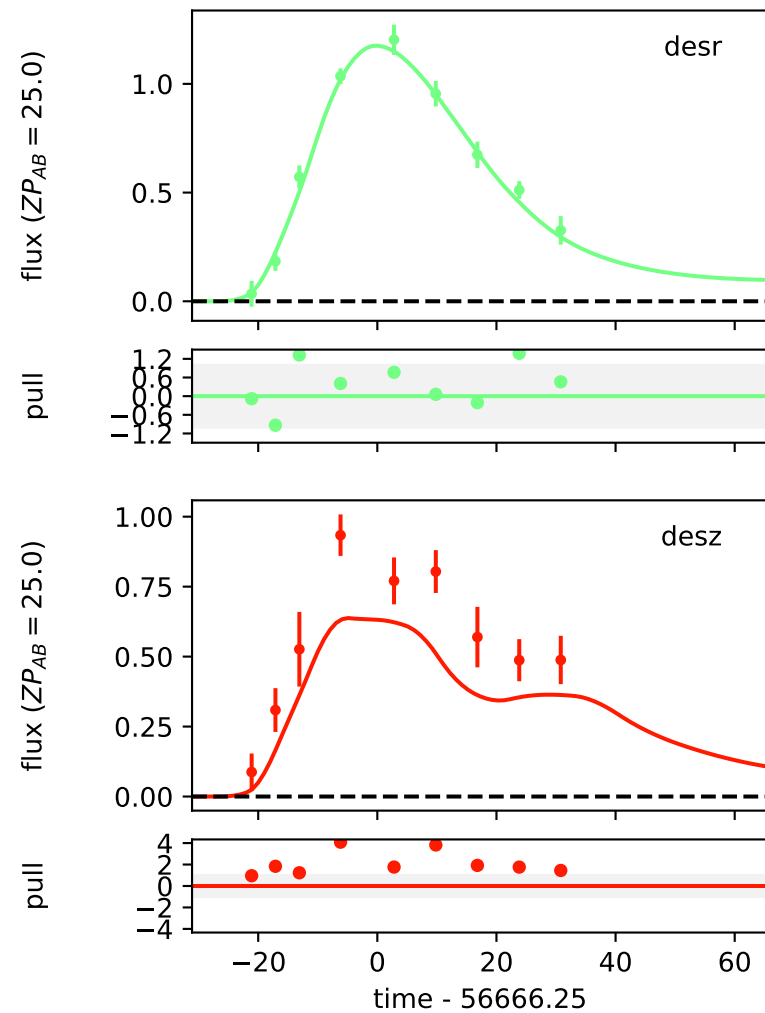 desr
flux (ZP_AB = 25.0)
1.0
0.5
0.0
pull
1.2
0.6
0.0
−0.6
−1.2
desz
flux (ZP_AB = 25.0)
1.00
0.75
0.50
0.25
0.00
pull
4
2
0
−2
−4
−20 0 20 40 60
time - 56666.25